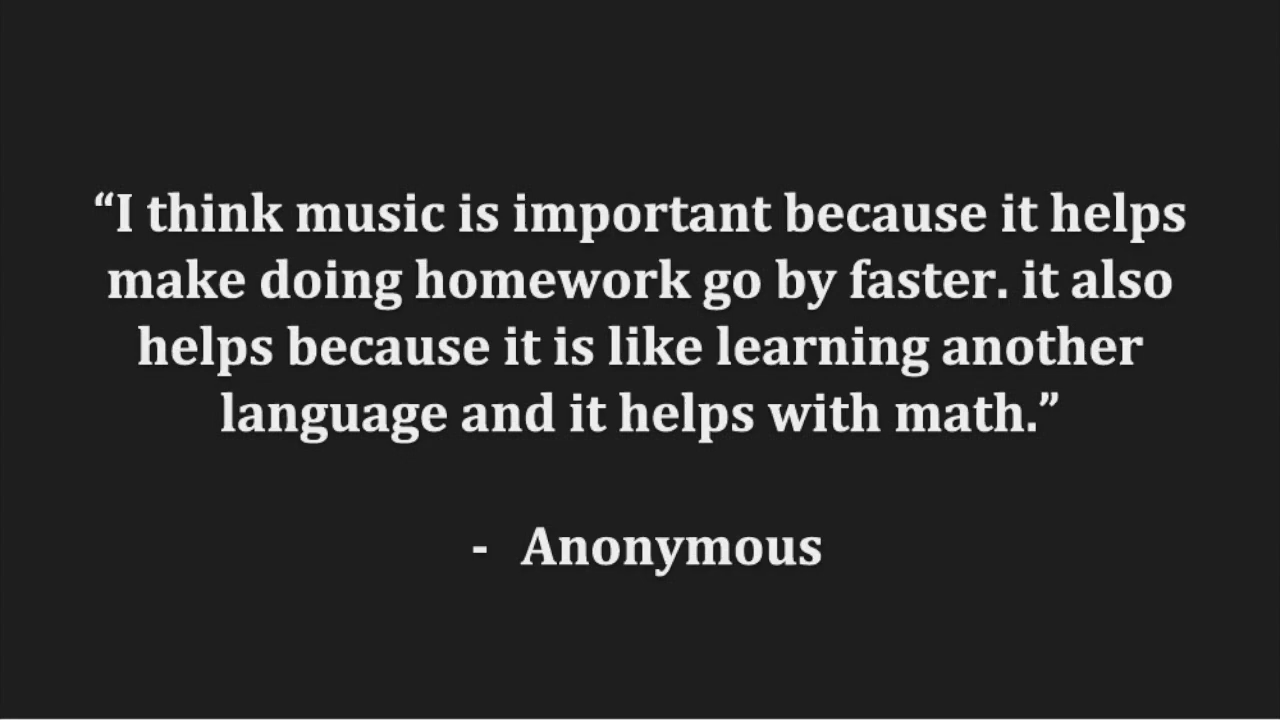 “I think music is important because it helps
make doing homework go by faster. it also
helps because it is like learning another
language and it helps with math.”
- Anonymous